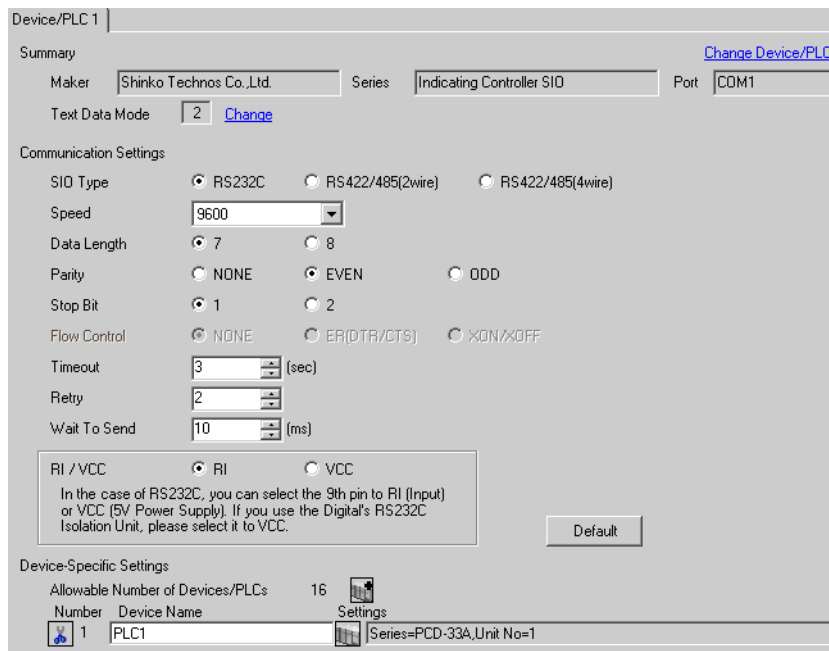 Device/PLC 1
Summary
Change Device/PLC
Maker Shinko Technos Co.,Ltd. Series Indicating Controller SIO Port COM1
Text Data Mode 2 Change
Communication Settings
SIO Type RS232C RS422/485(2wire) RS422/485(4wire)
Speed 9600
Data Length 7 8
Parity NONE EVEN ODD
Stop Bit 1 2
Flow Control NONE ER(DTR/CTS) XON/XOFF
Timeout 3 (sec)
Retry 2
Wait To Send 10 (ms)
RI / VCC RI VCC
In the case of RS232C, you can select the 9th pin to RI (Input)
or VCC (5V Power Supply). If you use the Digital's RS232C
Isolation Unit, please select it to VCC.
Default
Device-Specific Settings
Allowable Number of Devices/PLCs 16
Number Device Name Settings
1 PLC1 Series=PCD-33A,Unit No=1